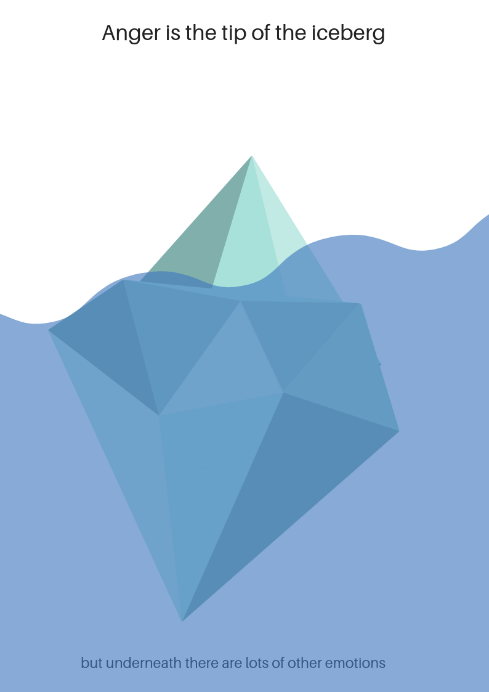 Anger is the tip of the iceberg
but underneath there are lots of other emotions